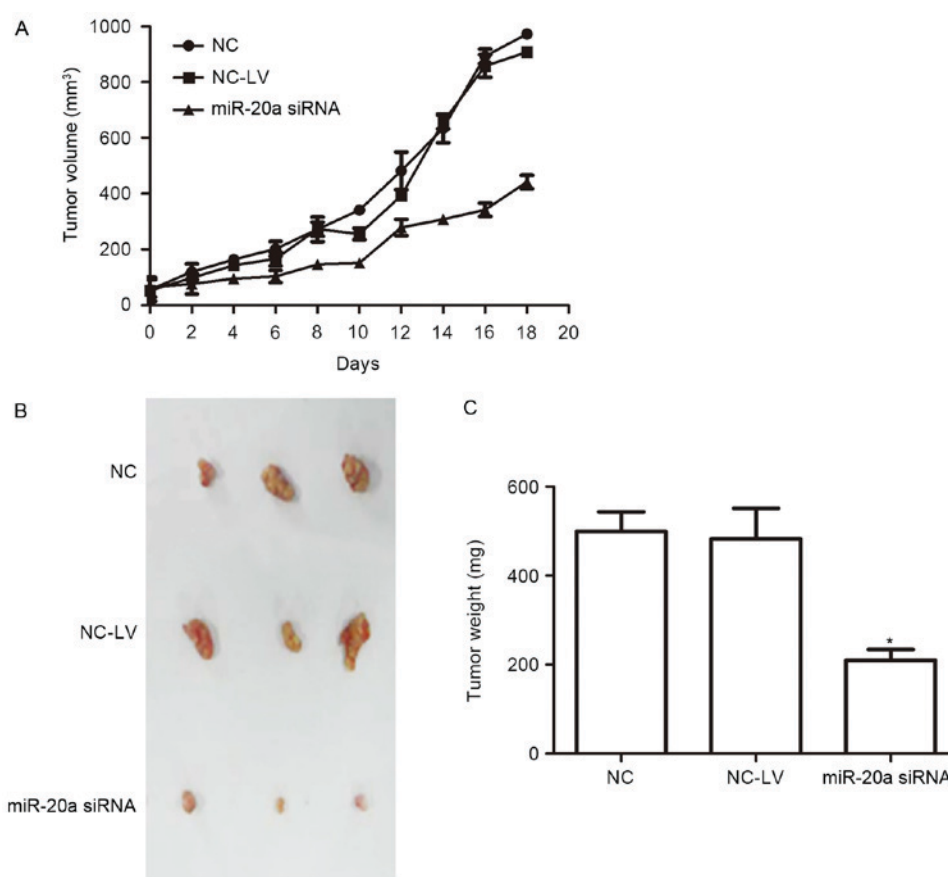 A
Tumor volume (mm³)
1000
800
600
400
200
0
NC
NC-LV
miR-20a siRNA
0 2 4 6 8 10 12 14 16 18 20
Days
B
NC
NC-LV
miR-20a siRNA
C
Tumor weight (mg)
600
400
200
0
*
NC NC-LV miR-20a siRNA